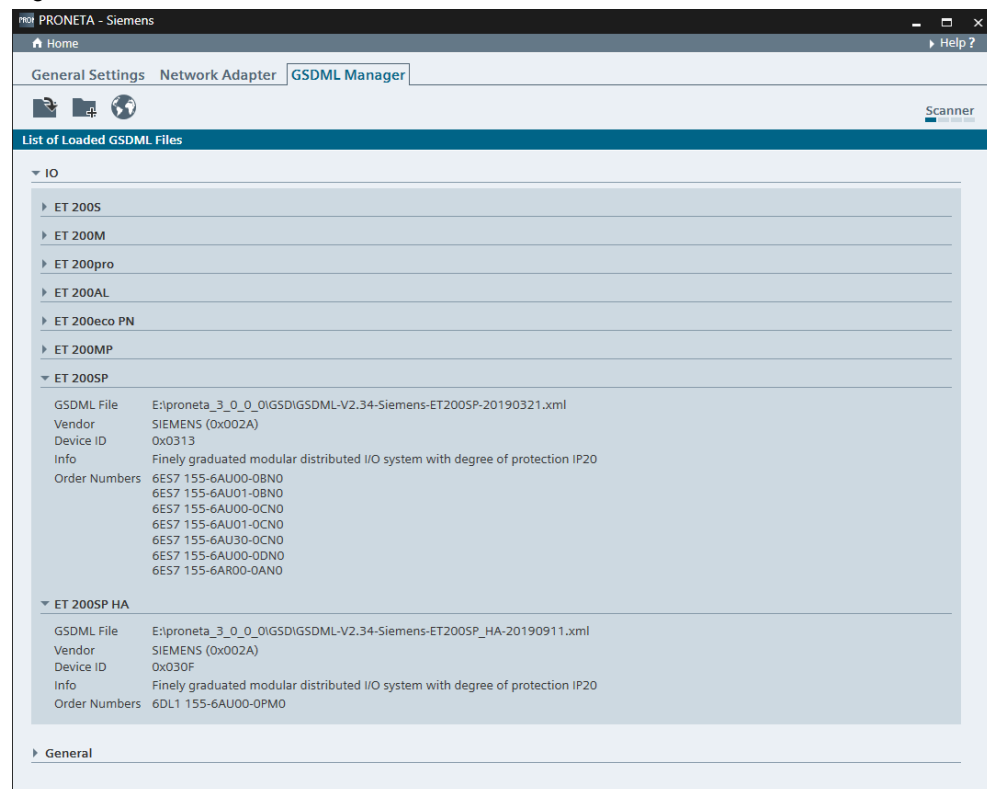 PRONETA - Siemens
Home
Help ?
General Settings Network Adapter GSDML Manager
Scanner
List of Loaded GSDML Files
IO
ET 200S
ET 200M
ET 200pro
ET 200AL
ET 200eco PN
ET 200MP
ET 200SP
GSDML File E:\proneta_3_0_0_0\GSD\GSDML-V2.34-Siemens-ET200SP-20190321.xml
Vendor SIEMENS (0x002A)
Device ID 0x0313
Info Finely graduated modular distributed I/O system with degree of protection IP20
Order Numbers 6ES7 155-6AU00-0BN0
6ES7 155-6AU01-0BN0
6ES7 155-6AU00-0CN0
6ES7 155-6AU01-0CN0
6ES7 155-6AU30-0CN0
6ES7 155-6AU00-0DN0
6ES7 155-6AR00-0AN0
ET 200SP HA
GSDML File E:\proneta_3_0_0_0\GSD\GSDML-V2.34-Siemens-ET200SP_HA-20190911.xml
Vendor SIEMENS (0x002A)
Device ID 0x030F
Info Finely graduated modular distributed I/O system with degree of protection IP20
Order Numbers 6DL1 155-6AU00-0PM0
General